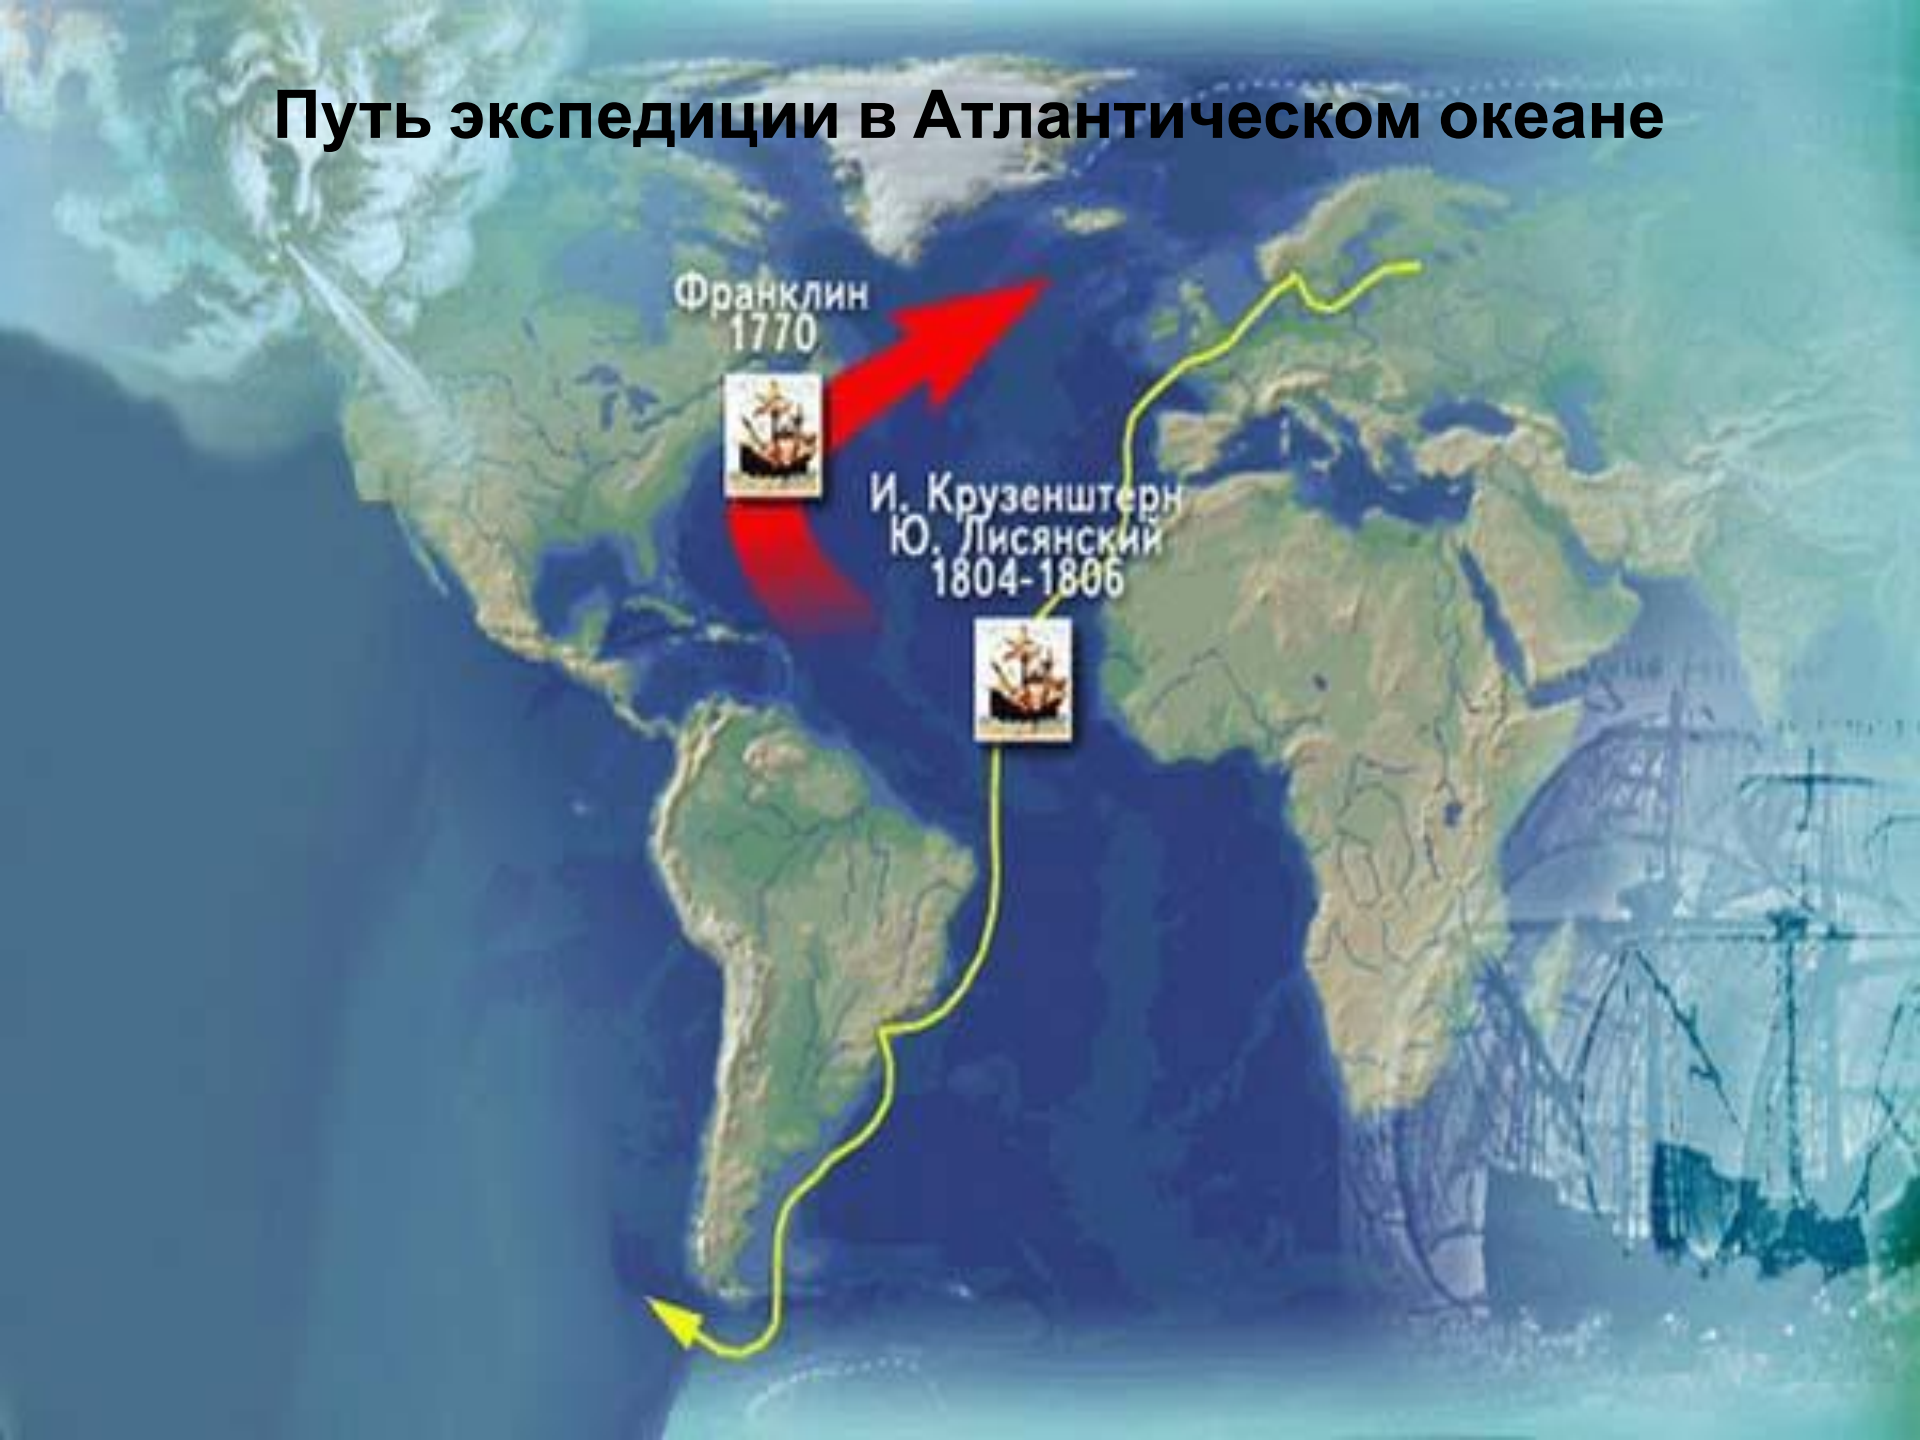 Путь экспедиции в Атлантическом океане
Франклин
1770
И. Крузенштерн
Ю. Лисянский
1804-1806